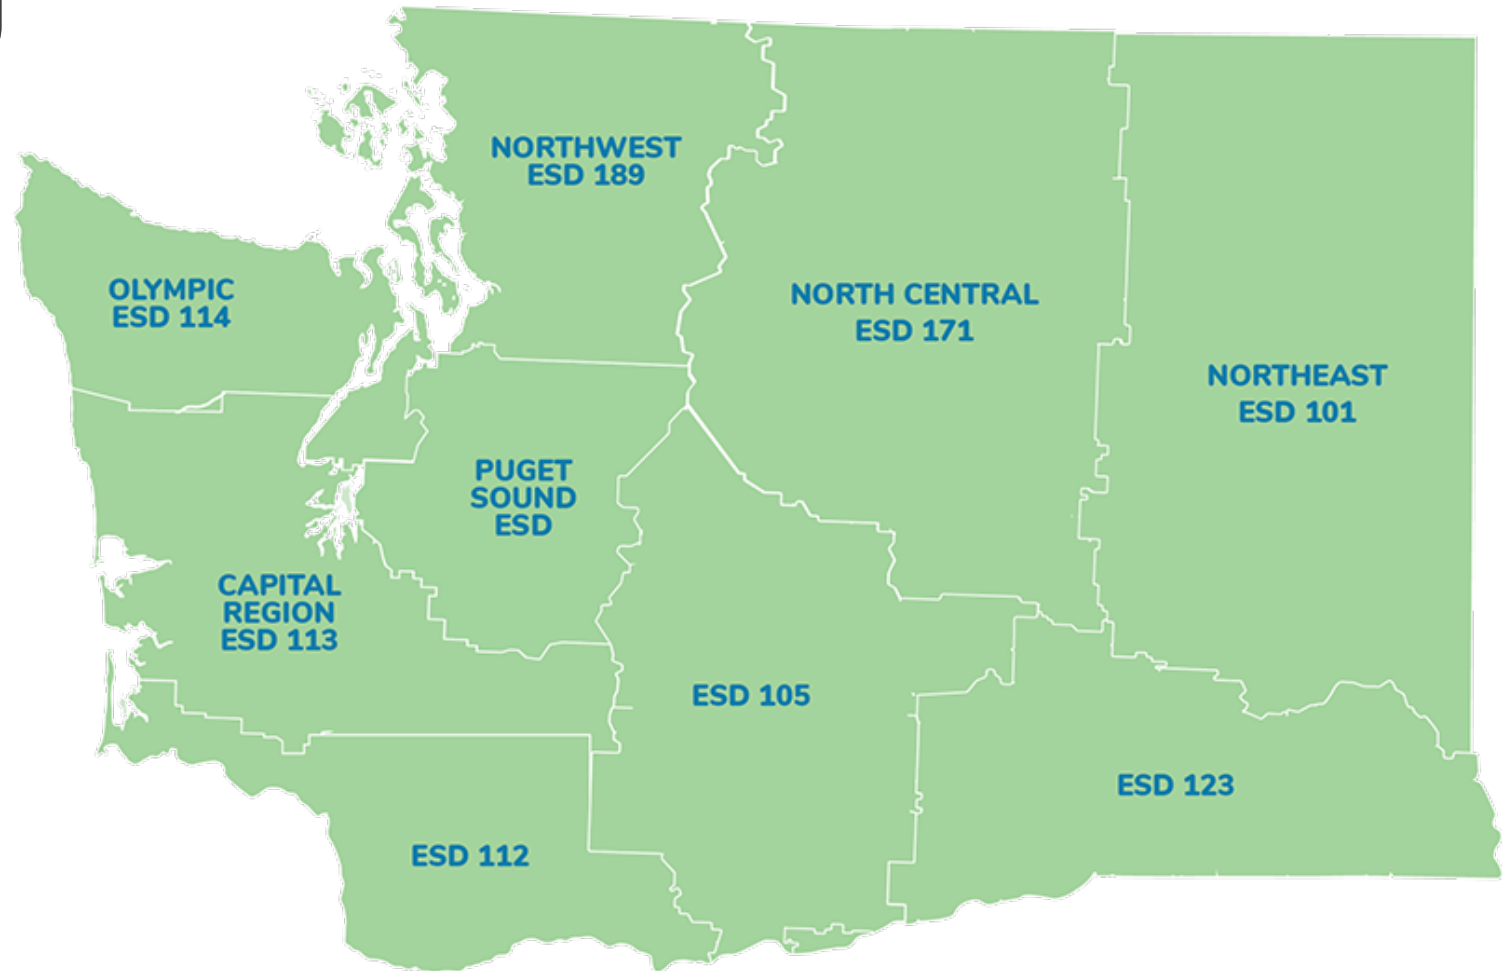 NORTHWEST
ESD 189
OLYMPIC
ESD 114
NORTH CENTRAL
ESD 171
NORTHEAST
ESD 101
PUGET
SOUND
ESD
CAPITAL
REGION
ESD 113
ESD 105
ESD 123
ESD 112